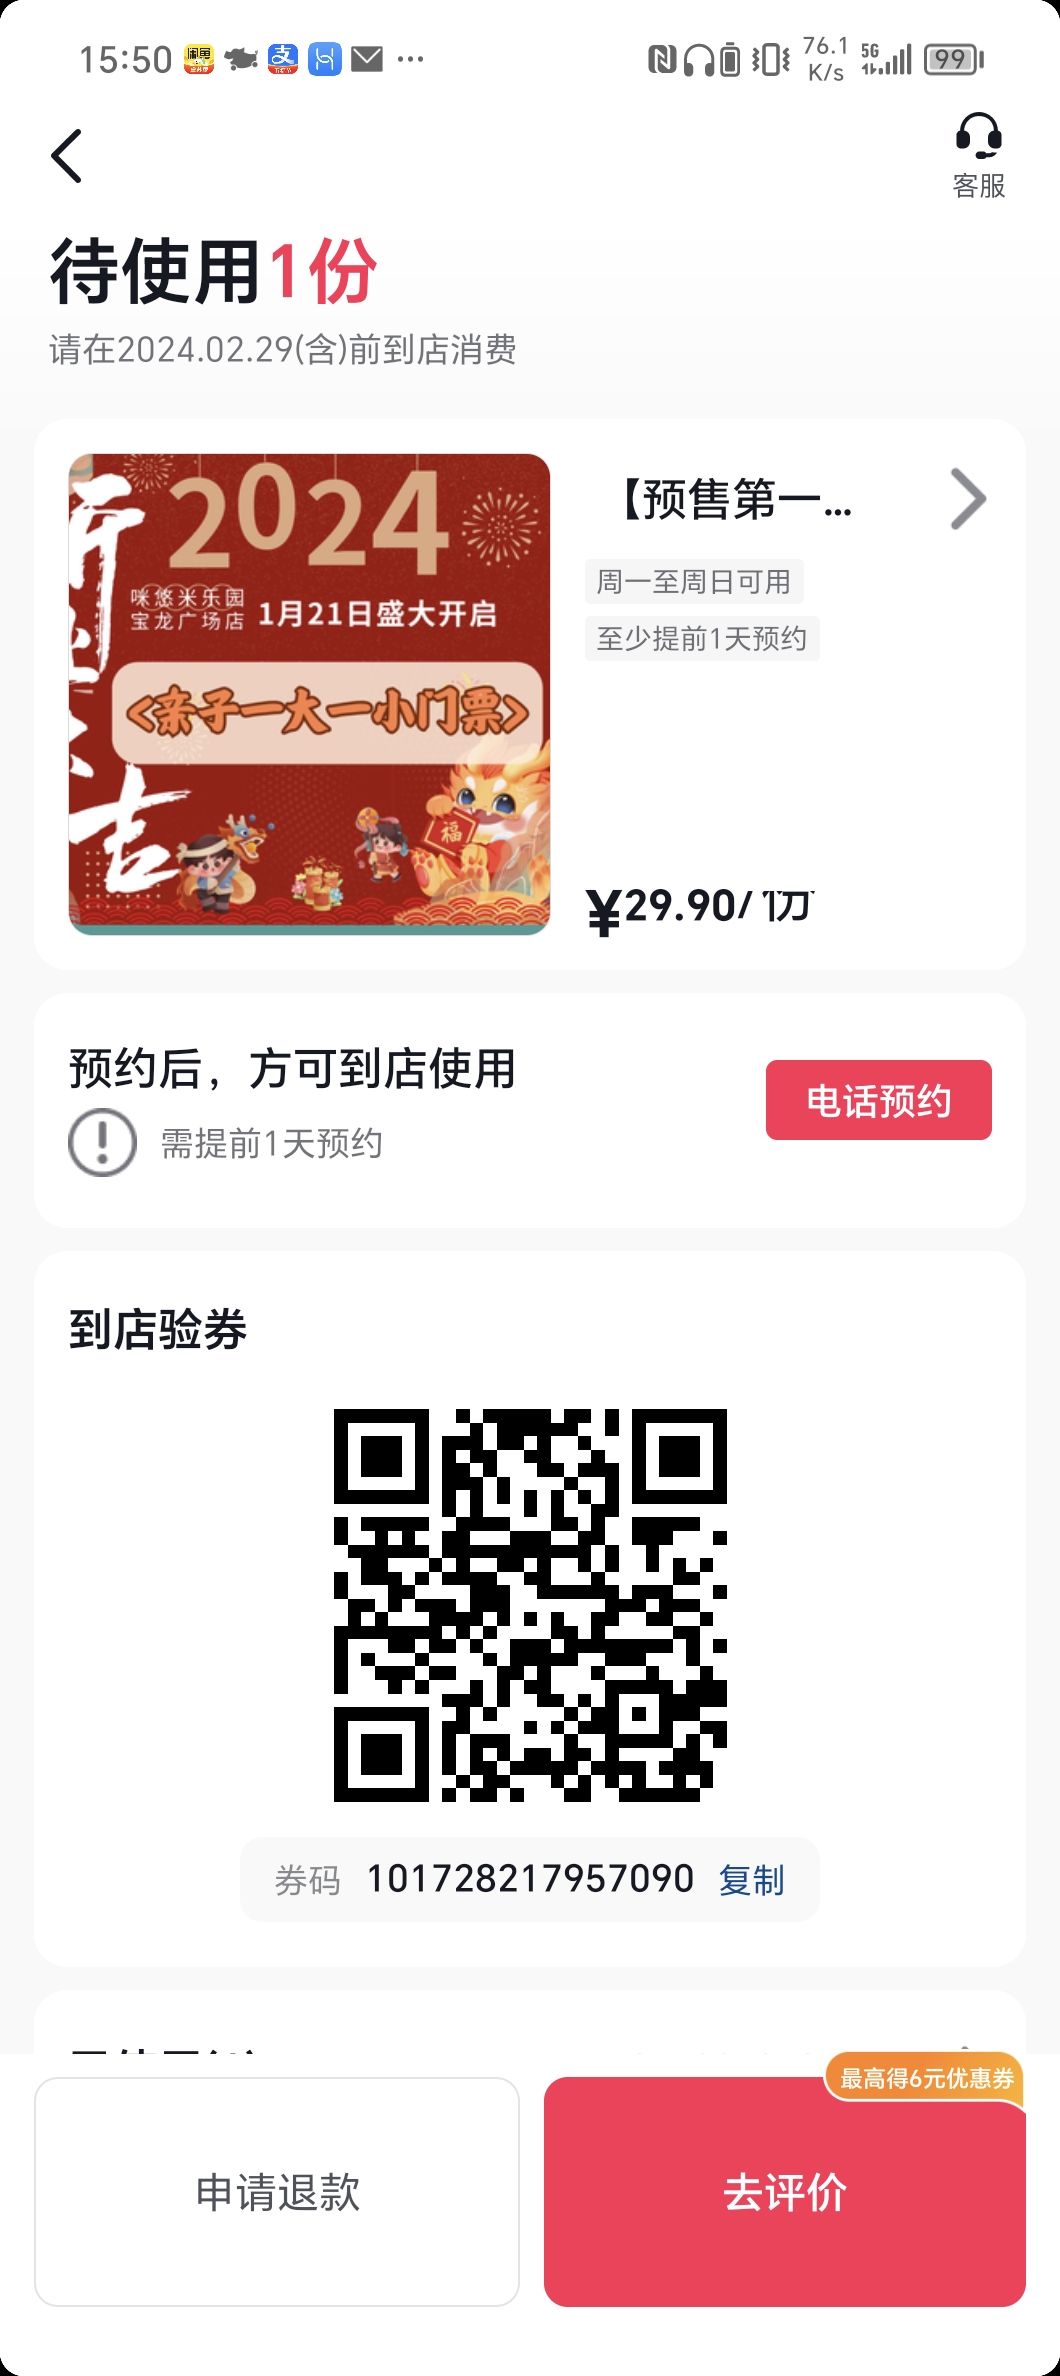 15:50
76.1
K/s
5G
99
客服
待使用1份
请在2024.02.29(含)前到店消费
2024
咪悠米乐园
宝龙广场店
1月21日盛大开启
<亲子一大一小门票>
大吉
福
【预售第一...
周一至周日可用
至少提前1天预约
¥29.90/
预约后，方可到店使用
需提前1天预约
电话预约
到店验券
券码 101728217957090 复制
最高得6元优惠券
申请退款
去评价